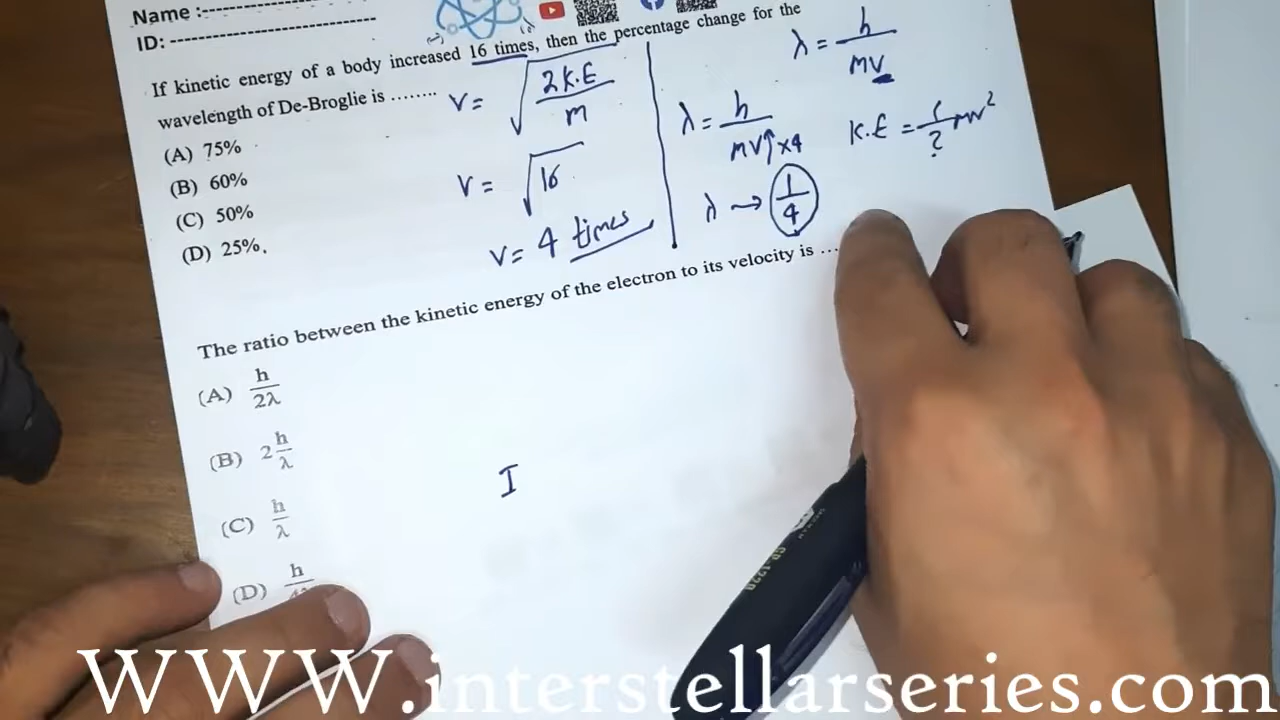 Name :-
ID: -
If kinetic energy of a body increased 16 times, then the percentage change for the
wavelength of De-Broglie is ........
(A) 75%
(B) 60%
(C) 50%
(D) 25%.
V = √(2K.E/m)
V = √16
V = 4 times
λ = h/mv↑×4
λ → 1/4
λ = h/mv
K.E = 1/2 mv²
The ratio between the kinetic energy of the electron to its velocity is ...
(A) h/2λ
(B) 2 h/λ
(C) h/λ
(D) h
I
WWW.interstellarseries.com